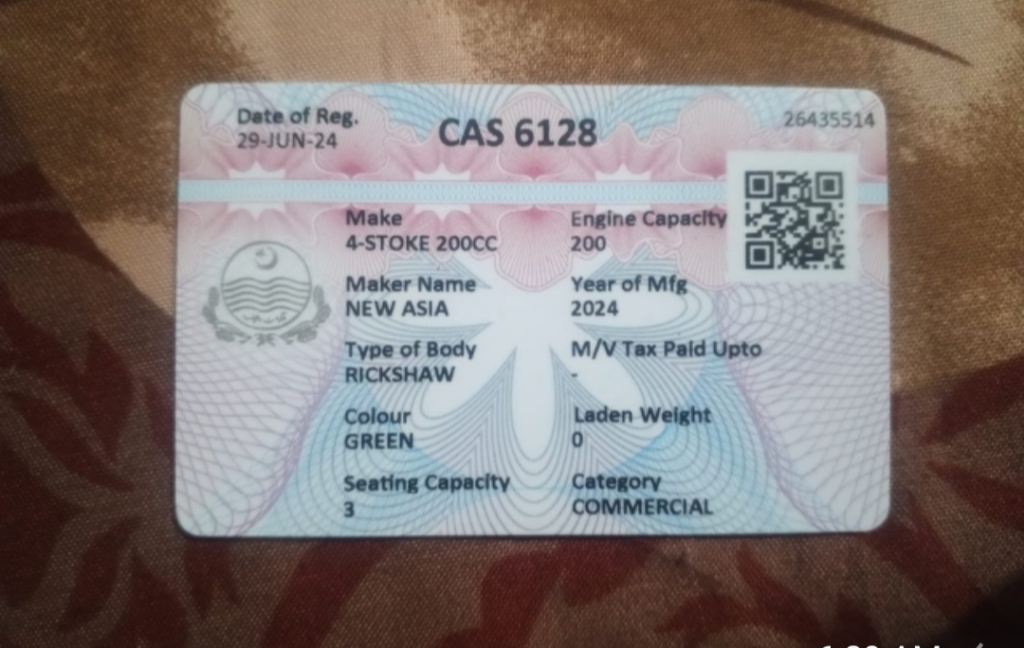 Date of Reg.
29-JUN-24
CAS 6128
26435514
Make
4-STOKE 200CC
Engine Capacity
200
Maker Name
NEW ASIA
Year of Mfg
2024
Type of Body
RICKSHAW
M/V Tax Paid Upto
-
Colour
GREEN
Laden Weight
0
Seating Capacity
3
Category
COMMERCIAL